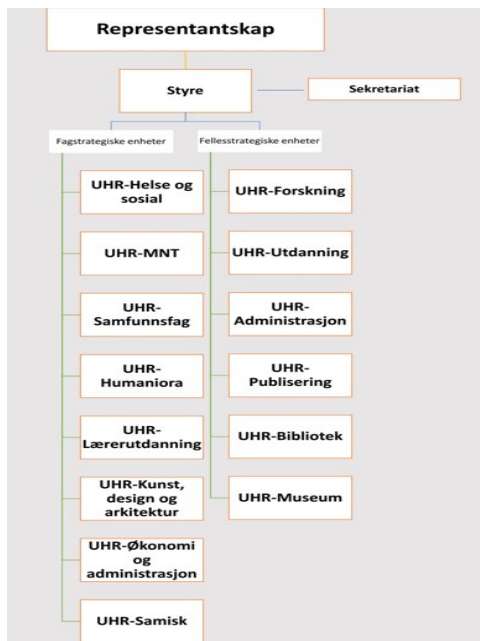 Representantskap
Styre
Sekretariat
Fagstrategiske enheter
Fellesstrategiske enheter
UHR-Helse og
sosial
UHR-MNT
UHR-
Samfunnsfag
UHR-
Humaniora
UHR-
Lærerutdanning
UHR-Kunst,
design og
arkitektur
UHR-Økonomi
og
administrasjon
UHR-Samisk
UHR-Forskning
UHR-Utdanning
UHR-
Administrasjon
UHR-
Publisering
UHR-Bibliotek
UHR-Museum